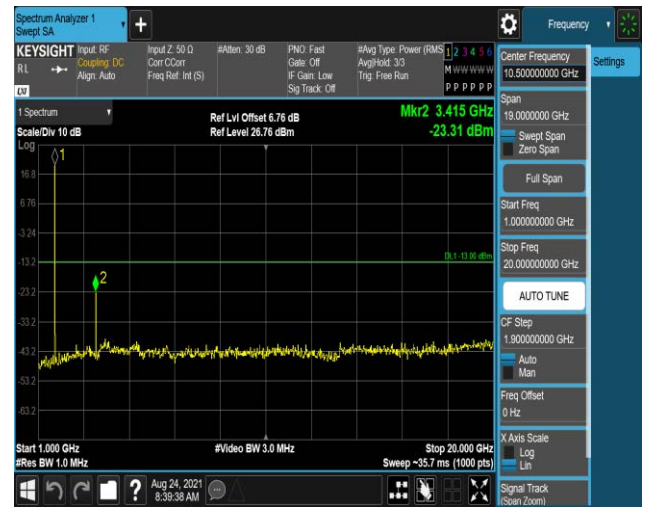 Spectrum Analyzer 1
Swept SA
Frequency
KEYSIGHT
RL
Input: RF
Coupling: DC
Align: Auto
Input Z: 50 Ω
Corr CCorr
Freq Ref: Int (S)
#Atten: 30 dB
PNO: Fast
Gate: Off
IF Gain: Low
Sig Track: Off
#Avg Type: Power (RMS
Avg|Hold: 3/3
Trig: Free Run
1 2 3 4 5 6
M W W W W W
P P P P P P
Settings
Center Frequency
10.500000000 GHz
Span
19.0000000 GHz
Swept Span
Zero Span
Full Span
Start Freq
1.000000000 GHz
Stop Freq
20.000000000 GHz
AUTO TUNE
CF Step
1.900000000 GHz
Auto
Man
Freq Offset
0 Hz
X Axis Scale
Log
Lin
Signal Track
(Span Zoom)
1 Spectrum
Scale/Div 10 dB
Log
Ref Lvl Offset 6.76 dB
Ref Level 26.76 dBm
Mkr2 3.415 GHz
-23.31 dBm
1
16.8
6.76
-3.24
-13.2
DL1 -13.00 dBm
2
-23.2
-33.2
-43.2
-53.2
-63.2
Start 1.000 GHz
#Res BW 1.0 MHz
#Video BW 3.0 MHz
Stop 20.000 GHz
Sweep ~35.7 ms (1000 pts)
Aug 24, 2021
8:39:38 AM